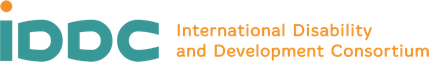 iDDC
International Disability
and Development Consortium